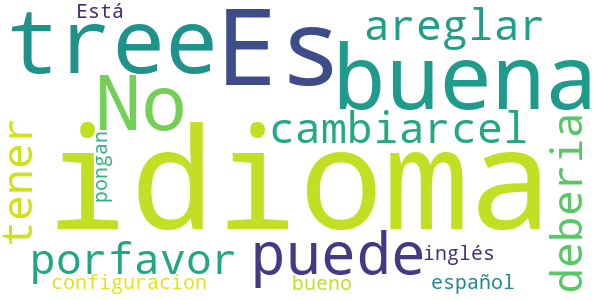 Está
tree
Es
areglar
buena
No
cambiarcel
idioma
pongan
tener
deberia
porfavor
puede
inglés
configuracion
bueno
español